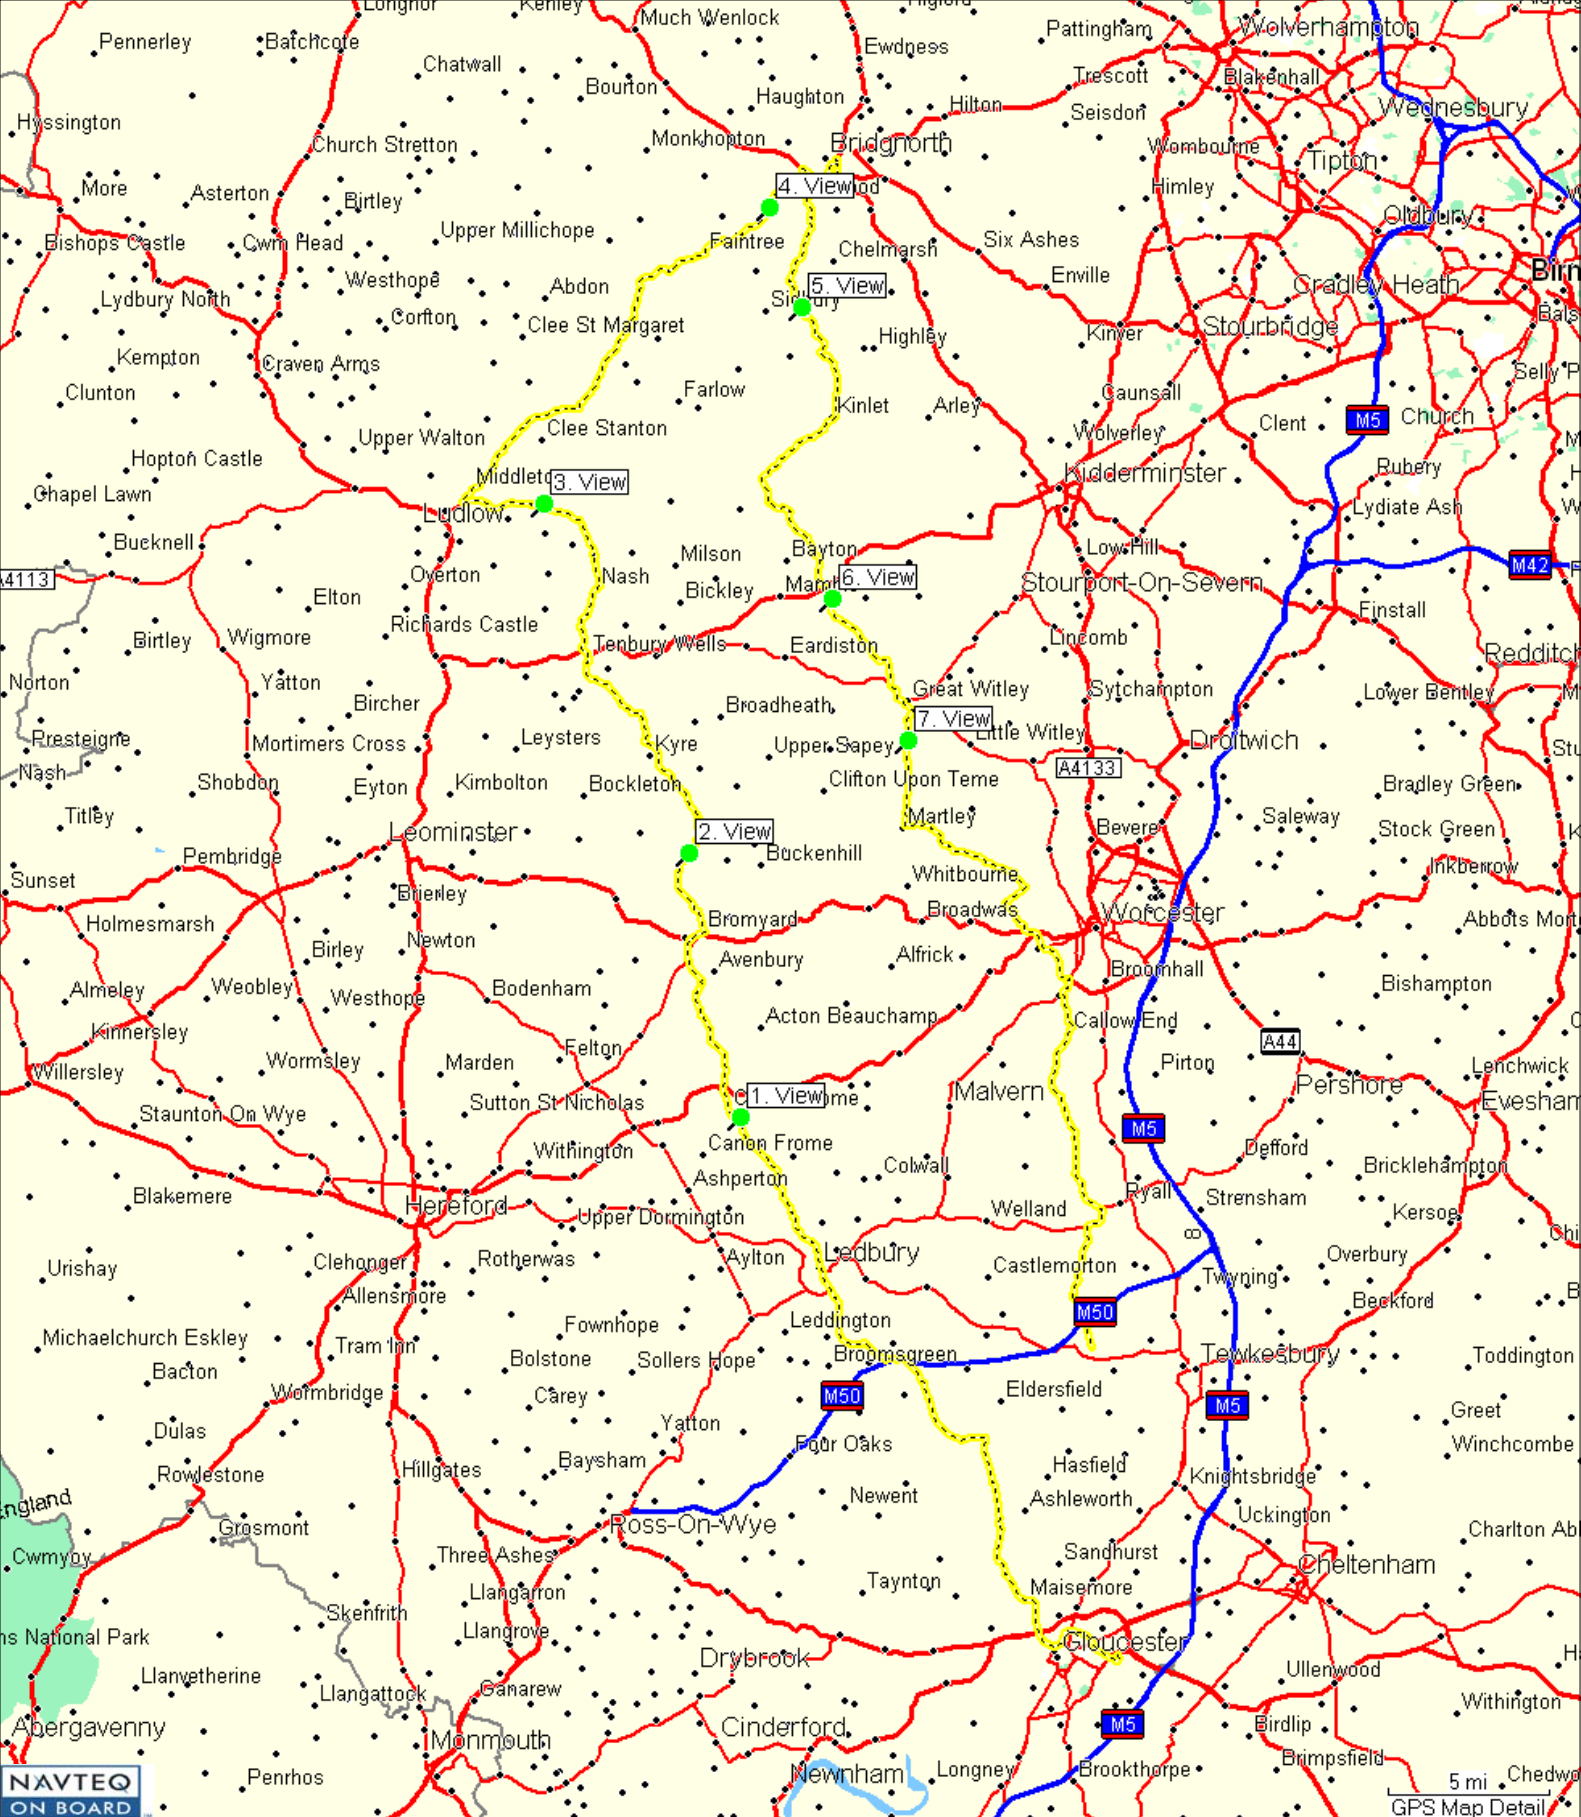 Longnor
Kenley
Much Wenlock
Higford
Pattingham
Wolverhampton
Pennerley
Batchcote
Chatwall
Ewdness
Bourton
Haughton
Hilton
Trescott
Blakenhall
Seisdon
Wednesbury
Hyssington
Church Stretton
Monkhopton
Bridgnorth
Wombourne
Tipton
More
Asterton
Birtley
4. View
Himley
Oldbury
Bishops Castle
Cwm Head
Upper Millichope
Faintree
Chelmarsh
Six Ashes
Westhope
Abdon
5. View
Enville
Cradley Heath
Birn
Lydbury North
Corfton
Clee St Margaret
Highley
Kinver
Stourbridge
Bals
Kempton
Craven Arms
Farlow
Kinlet
Arley
Caunsall
Selly P
Clunton
Clee Stanton
Wolverley
Clent
M5
Church
Upper Walton
Hopton Castle
Rubery
Chapel Lawn
3. View
Kidderminster
Ludlow
Lydiate Ash
Bucknell
Milson
Bayton
Low Hill
M42
A4113
Overton
Nash
Bickley
6. View
Stourport-On-Severn
Elton
Finstall
Birtley
Wigmore
Richards Castle
Tenbury Wells
Eardiston
Lincomb
Redditch
Norton
Yatton
Bircher
Broadheath
Great Witley
Sytchampton
Lower Bentley
Presteigne
Mortimers Cross
Leysters
Kyre
7. View
Little Witley
Upper Sapey
Droitwich
Nash
Shobdon
Eyton
Kimbolton
Bockleton
Clifton Upon Teme
A4133
Bradley Green
Titley
Martley
Bevere
Saleway
Leominster
2. View
Buckenhill
Stock Green
Pembridge
Whitbourne
Inkberrow
Sunset
Brierley
Holmesmarsh
Bromyard
Broadwas
Worcester
Abbots Mort
Birley
Newton
Avenbury
Alfrick
Broomhall
Almeley
Weobley
Westhope
Bodenham
Bishampton
Acton Beauchamp
Callow End
Kinnersley
Felton
A44
Willersley
Wormsley
Marden
Pirton
Lenchwick
Pershore
Staunton On Wye
Sutton St Nicholas
1. View
Malvern
Evesham
M5
Withington
Canon Frome
Defford
Blakemere
Ashperton
Colwall
Bricklehampton
Hereford
Ryall
Strensham
Upper Dormington
Welland
Kersoe
8
Urishay
Clehonger
Rotherwas
Aylton
Ledbury
Castlemorton
Twyning
Overbury
Allensmore
M50
Beckford
Michaelchurch Eskley
Tram Inn
Fownhope
Leddington
Bacton
Bolstone
Sollers Hope
Broomsgreen
Tewkesbury
Toddington
Wormbridge
Carey
M50
Eldersfield
M5
Dulas
Yatton
Greet
Four Oaks
Winchcombe
Rowlestone
Hillgates
Baysham
Hasfield
Knightsbridge
England
Newent
Ashleworth
Grosmont
Ross-On-Wye
Uckington
Charlton Abl
Cwmyoy
Three Ashes
Sandhurst
Cheltenham
Llangarron
Taynton
Maisemore
Skenfrith
ns National Park
Llangrove
Drybrook
Gloucester
Llanvetherine
Ullenwood
Llangattock
Ganarew
Withington
Abergavenny
Monmouth
Cinderford
M5
Birdlip
Brimpsfield
Penrhos
Newnham
Longney
Brookthorpe
Chedwo
NAVTEQ
ON BOARD
5 mi
GPS Map Detail